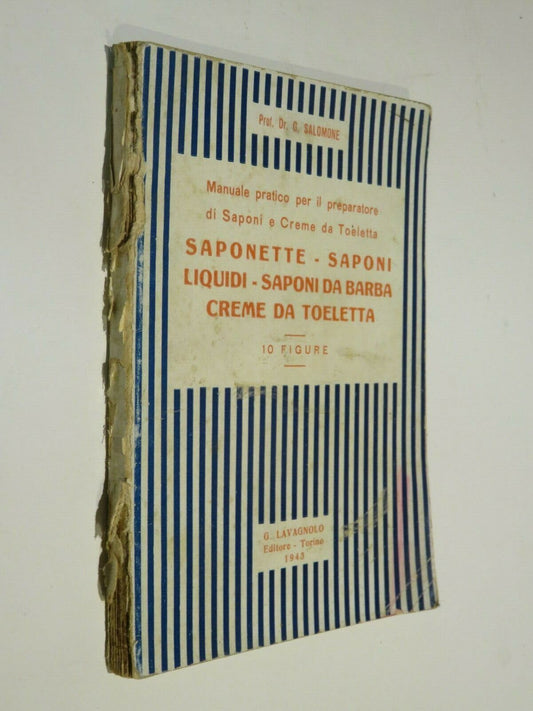 Prof. Dr. G. SALOMONE
Manuale pratico per il preparatore
di Saponi e Creme da Toeletta
SAPONETTE - SAPONI
LIQUIDI - SAPONI DA BARBA
CREME DA TOELETTA
10 FIGURE
G. LAVAGNOLO
Editore - Torino
1943